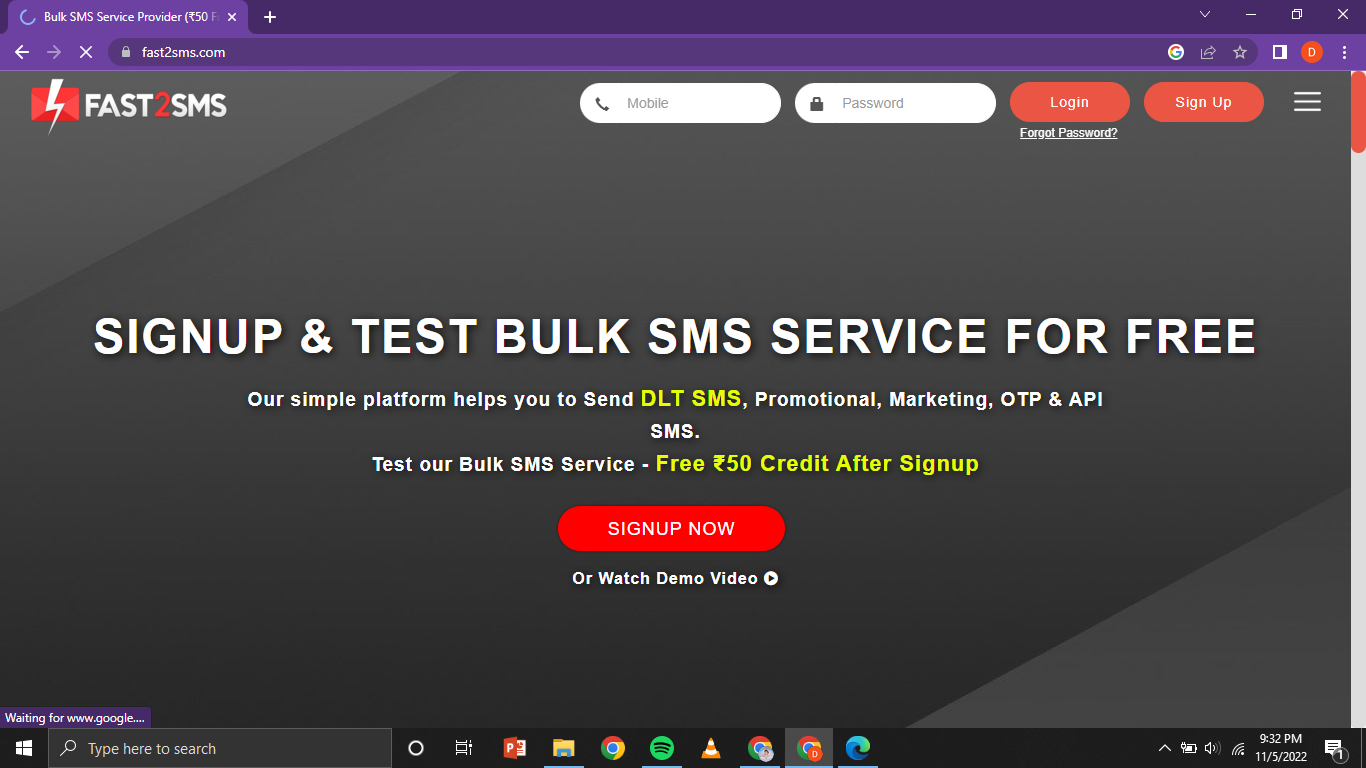 Bulk SMS Service Provider (₹50 F
fast2sms.com
D
FAST2SMS
Mobile
Password
Login
Sign Up
Forgot Password?
SIGNUP & TEST BULK SMS SERVICE FOR FREE
Our simple platform helps you to Send DLT SMS, Promotional, Marketing, OTP & API
SMS.
Test our Bulk SMS Service - Free ₹50 Credit After Signup
SIGNUP NOW
Or Watch Demo Video
Waiting for www.google....
Type here to search
D
9:32 PM
11/5/2022
1